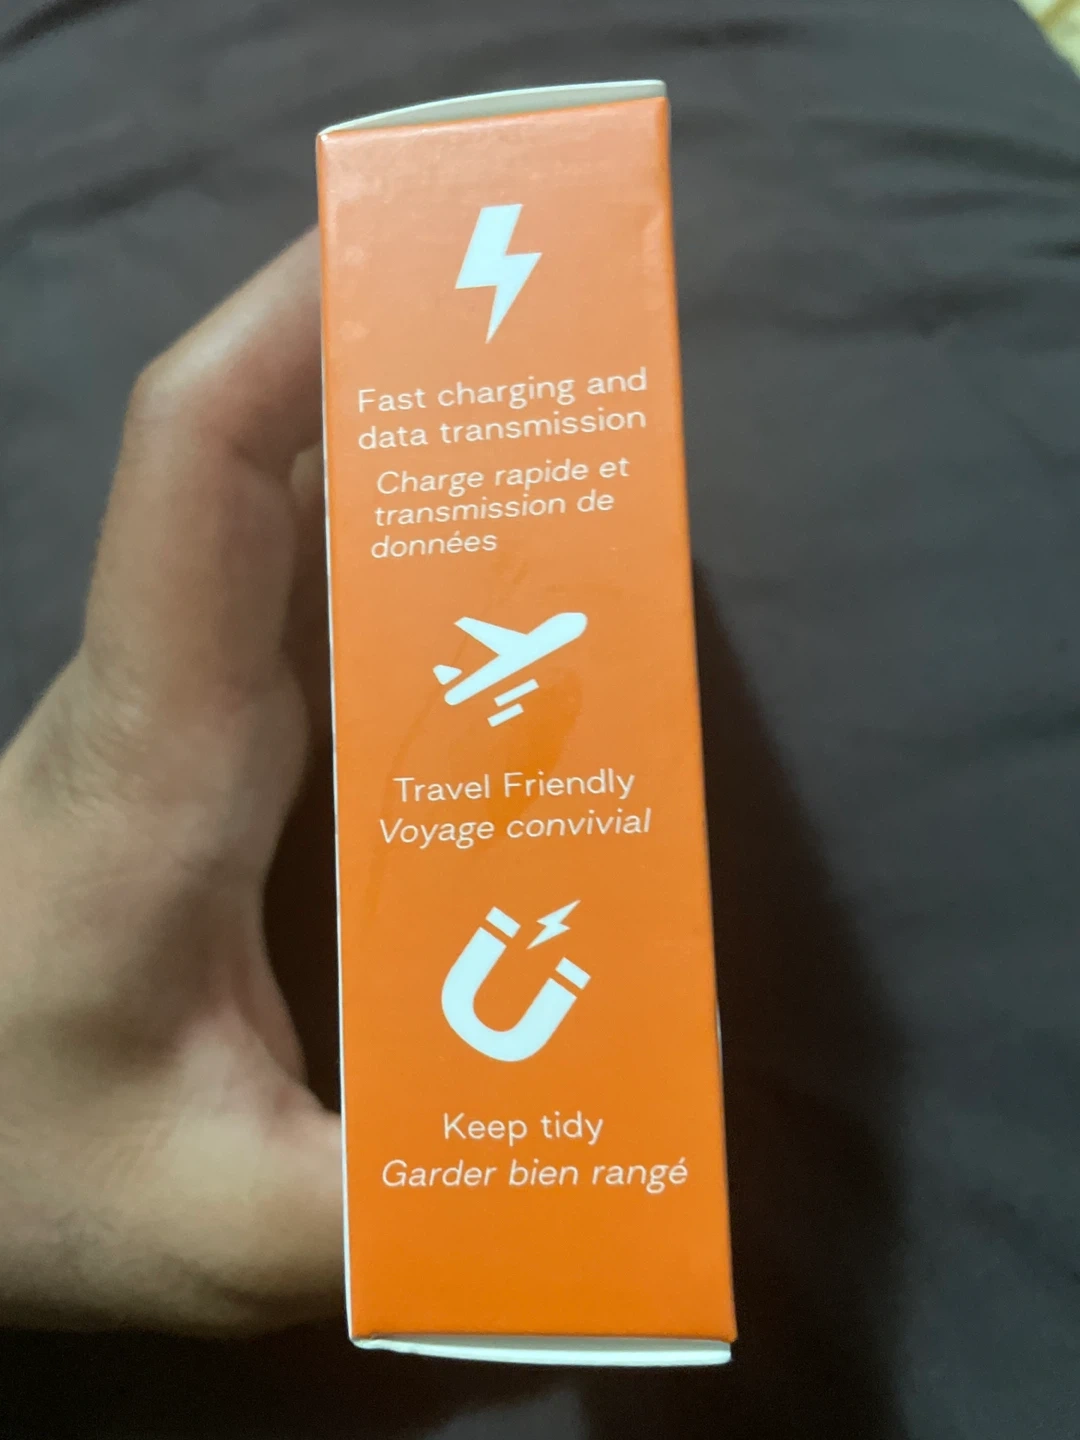 Fast charging and
data transmission
Charge rapide et
transmission de
données
Travel Friendly
Voyage convivial
Keep tidy
Garder bien rangé